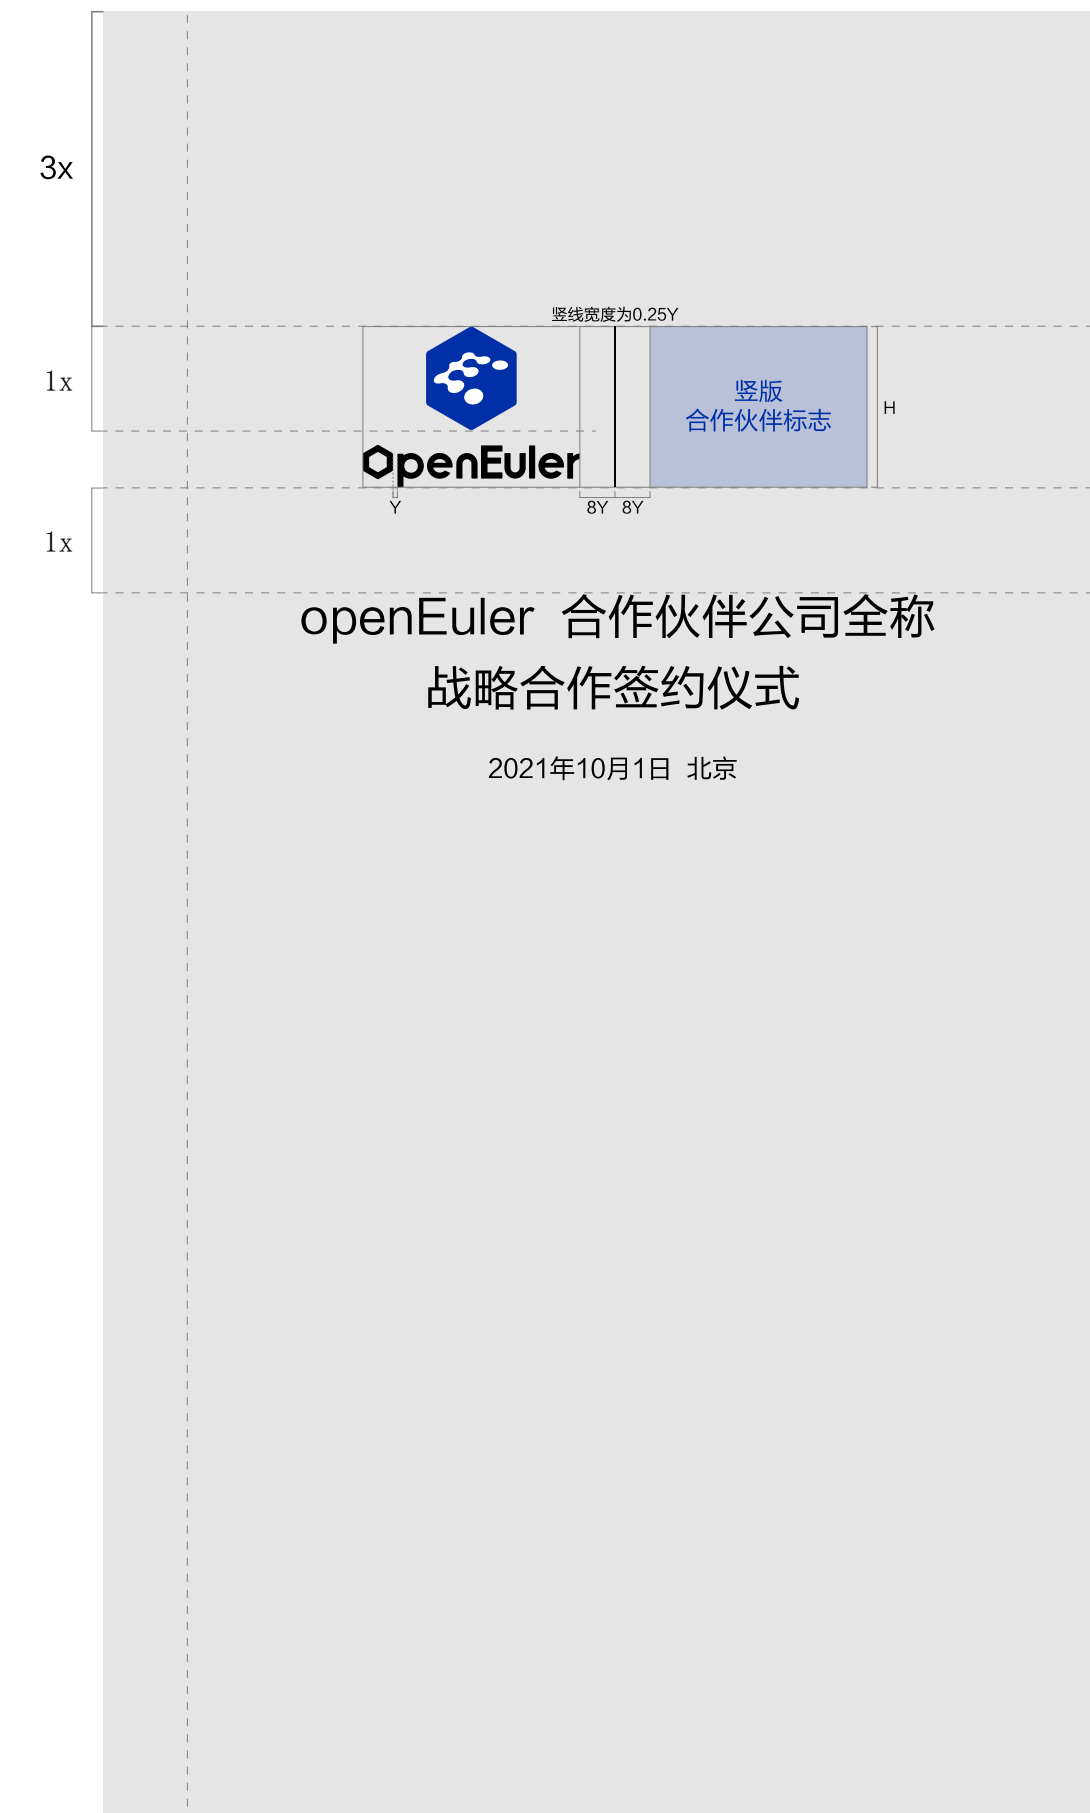 3x
竖线宽度为0.25Y
1x
竖版
合作伙伴标志
H
openEuler
Y
8Y 8Y
1x
openEuler 合作伙伴公司全称
战略合作签约仪式
2021年10月1日 北京